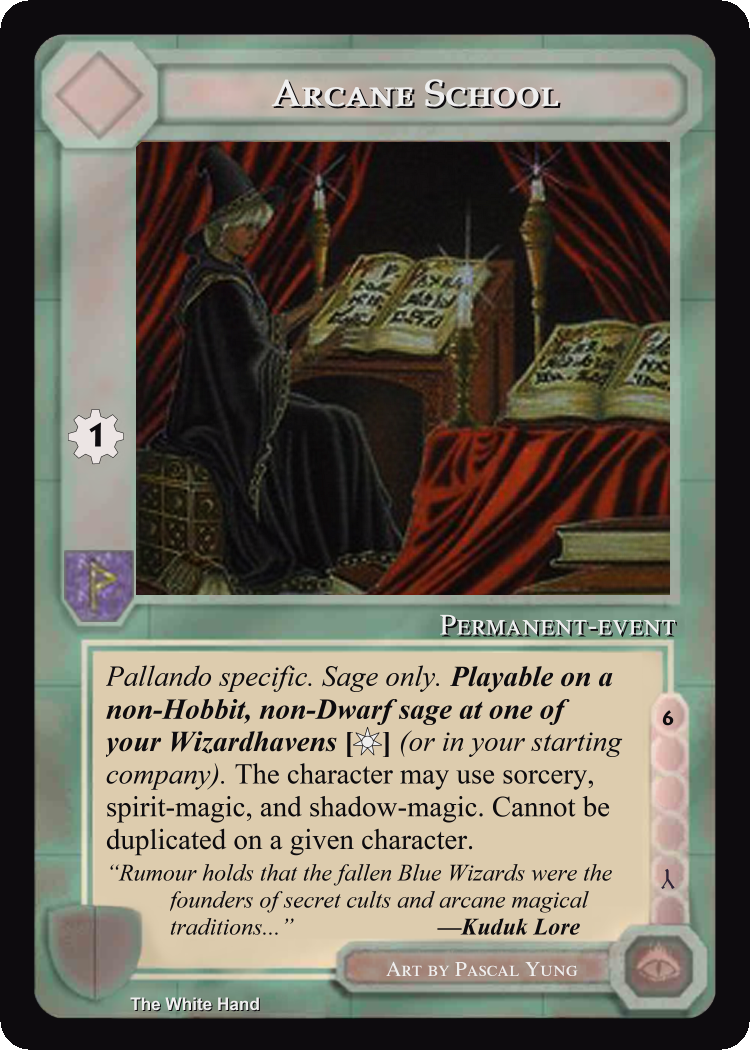 ARCANE SCHOOL
1
PERMANENT-EVENT
Pallando specific. Sage only. Playable on a
non-Hobbit, non-Dwarf sage at one of
your Wizardhavens [☼] (or in your starting
company). The character may use sorcery,
spirit-magic, and shadow-magic. Cannot be
duplicated on a given character.
6
“Rumour holds that the fallen Blue Wizards were the
founders of secret cults and arcane magical
traditions...” —Kuduk Lore
ART BY PASCAL YUNG
The White Hand